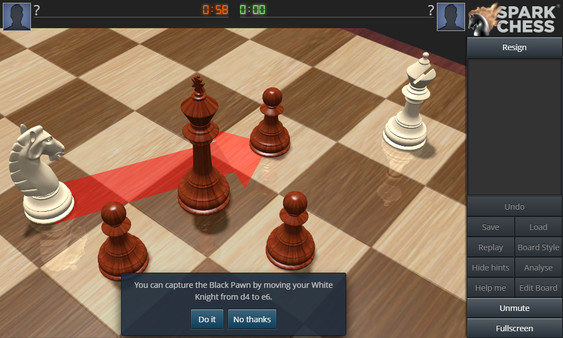 ?
0:58 0:00
?
SPARK
CHESS
Resign
Undo
Save Load
Replay Board Style
Hide hints Analyse
Help me Edit Board
Unmute
Fullscreen
You can capture the Black Pawn by moving your White
Knight from d4 to e6.
Do it No thanks